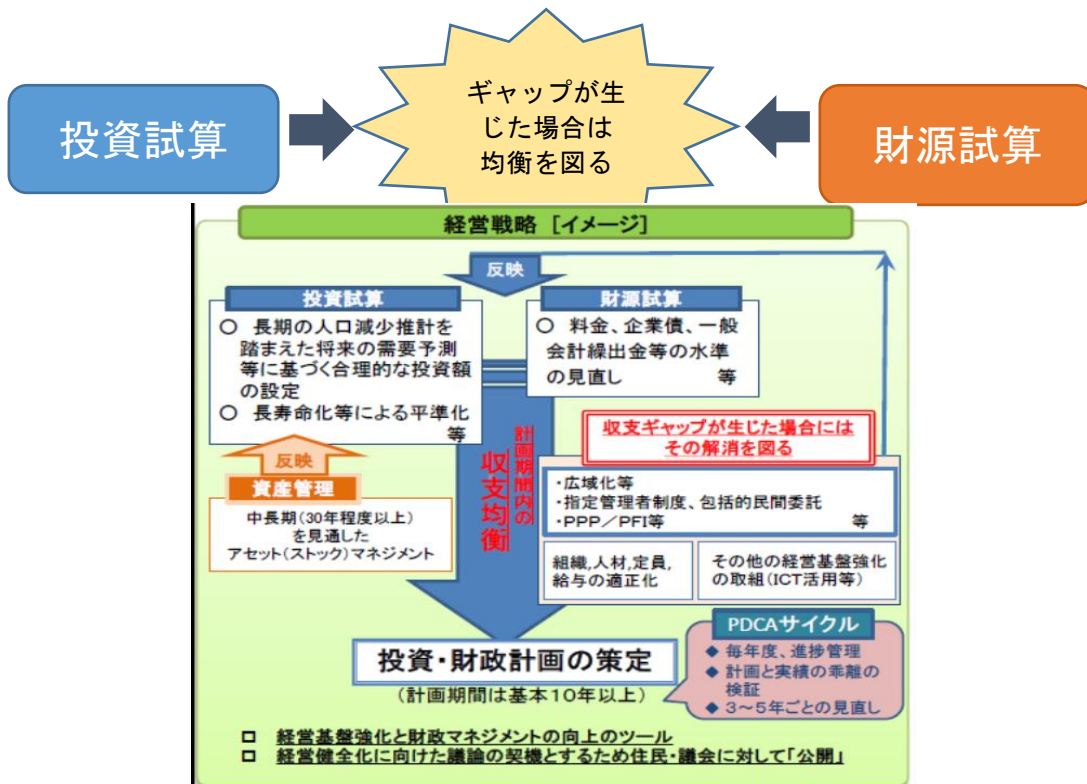 投資試算
ギャップが生
じた場合は
均衡を図る
財源試算
経営戦略 [イメージ]
反映
投資試算
○ 長期の人口減少推計を
踏まえた将来の需要予測
等に基づく合理的な投資額
の設定
○ 長寿命化等による平準化
等
財源試算
○ 料金、企業債、一般
会計繰出金等の水準
の見直し 等
反映
資産管理
中長期(30年程度以上)
を見通した
アセット(ストック)マネジメント
計画期間内の
収支均衡
収支ギャップが生じた場合には
その解消を図る
・広域化等
・指定管理者制度、包括的民間委託
・PPP/PFI等 等
組織,人材,定員,
給与の適正化
その他の経営基盤強化
の取組(ICT活用等)
投資・財政計画の策定
(計画期間は基本10年以上)
PDCAサイクル
◆ 毎年度、進捗管理
◆ 計画と実績の乖離の
検証
◆ 3~5年ごとの見直し
□ 経営基盤強化と財政マネジメントの向上のツール
□ 経営健全化に向けた議論の契機とするため住民・議会に対して「公開」